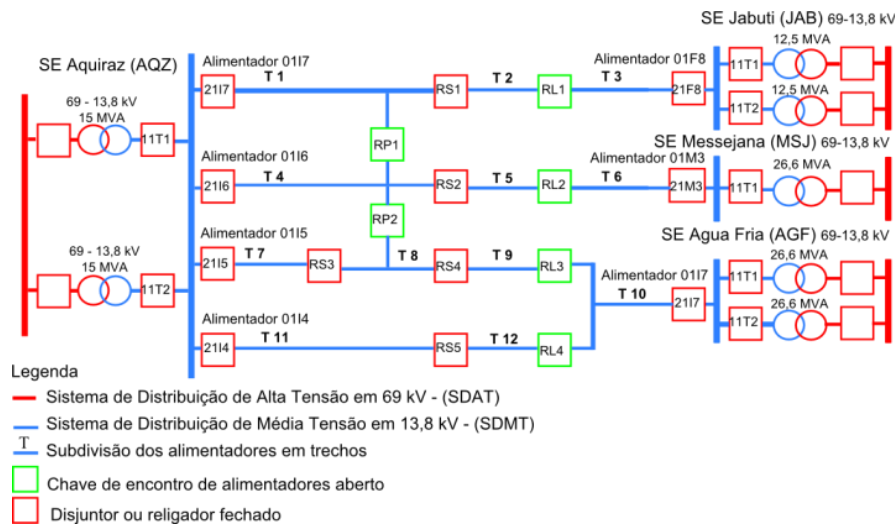 SE Jabuti (JAB) 69-13,8 kV
12,5 MVA
Alimentador 01I7
Alimentador 01F8
SE Aquiraz (AQZ)
T 1
T 2
T 3
11T1
21I7
RS1
RL1
21F8
12,5 MVA
11T2
69 - 13,8 kV
15 MVA
11T1
RP1
SE Messejana (MSJ) 69-13,8 kV
Alimentador 01I6
Alimentador 01M3
26,6 MVA
T 4
T 5
T 6
11T1
21I6
RS2
RL2
21M3
RP2
SE Agua Fria (AGF) 69-13,8 kV
Alimentador 01I5
69 - 13,8 kV
15 MVA
T 7
T 8
T 9
26,6 MVA
11T1
21I5
RS3
RS4
RL3
Alimentador 01I7
11T2
T 10
21I7
26,6 MVA
11T2
Alimentador 01I4
T 11
T 12
21I4
RS5
RL4
Legenda
Sistema de Distribuição de Alta Tensão em 69 kV - (SDAT)
Sistema de Distribuição de Média Tensão em 13,8 kV - (SDMT)
T
Subdivisão dos alimentadores em trechos
Chave de encontro de alimentadores aberto
Disjuntor ou religador fechado